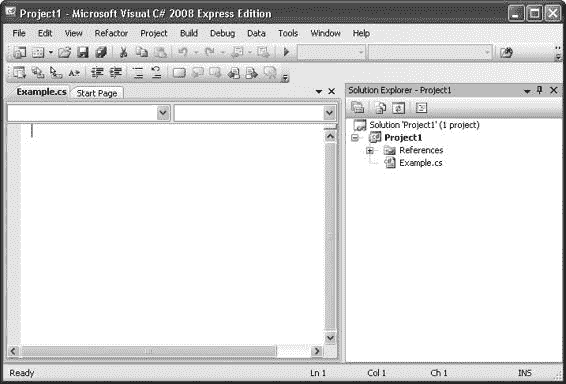 Project1 - Microsoft Visual C# 2008 Express Edition
File Edit View Refactor Project Build Debug Data Tools Window Help
Example.cs Start Page
Solution Explorer - Project1
Solution 'Project1' (1 project)
Project1
References
Example.cs
Ready Ln 1 Col 1 Ch 1 INS